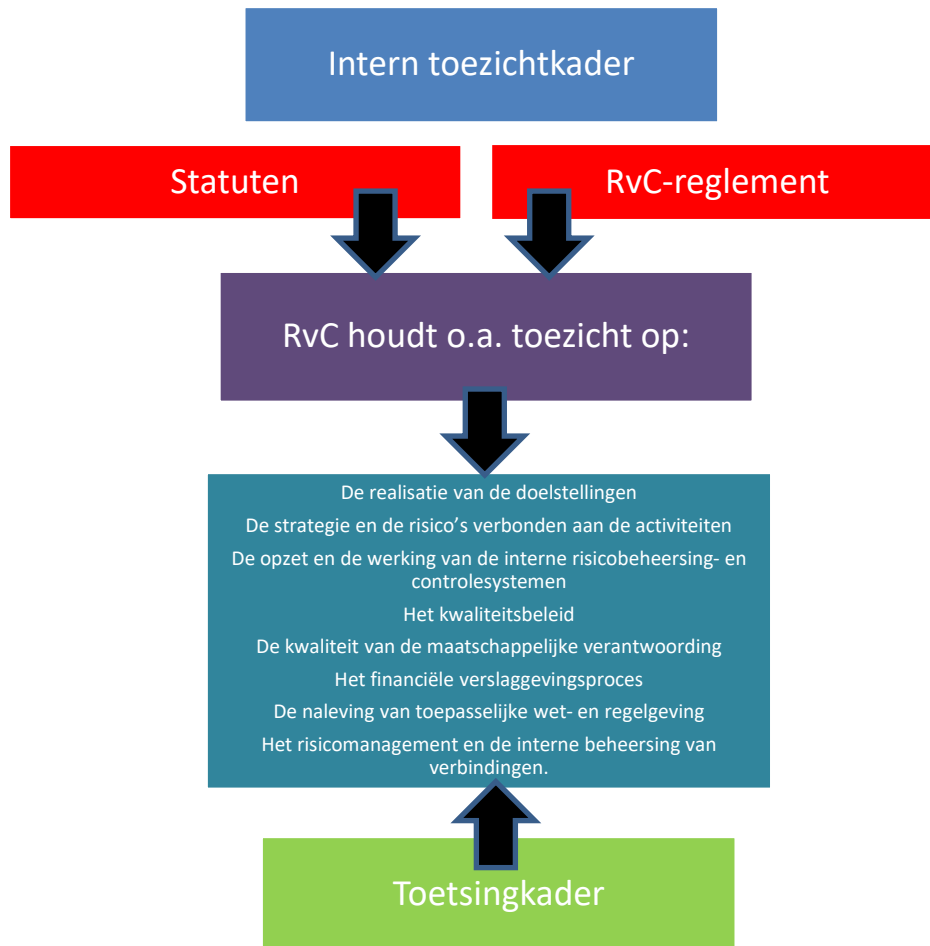 Intern toezichtkader
Statuten
RvC-reglement
RvC houdt o.a. toezicht op:
De realisatie van de doelstellingen
De strategie en de risico’s verbonden aan de activiteiten
De opzet en de werking van de interne risicobeheersing- en
controlesystemen
Het kwaliteitsbeleid
De kwaliteit van de maatschappelijke verantwoording
Het financiële verslaggevingsproces
De naleving van toepasselijke wet- en regelgeving
Het risicomanagement en de interne beheersing van
verbindingen.
Toetsingkader